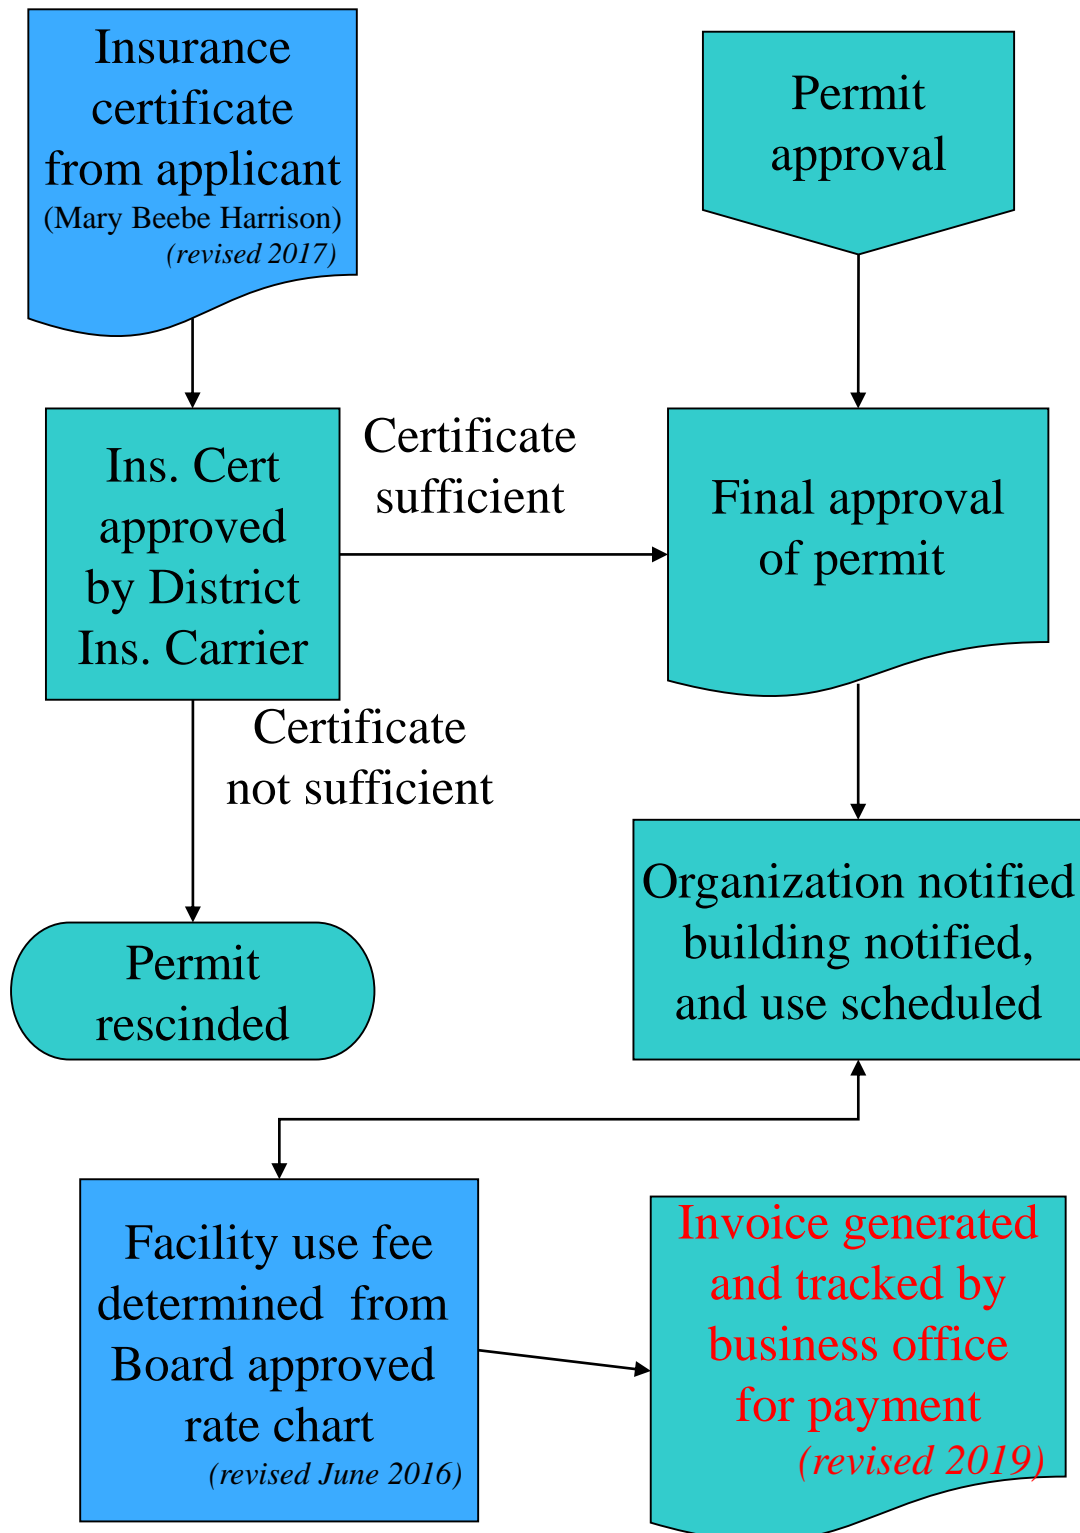 Insurance
certificate
from applicant
(Mary Beebe Harrison)
(revised 2017)
Permit
approval
Ins. Cert
approved
by District
Ins. Carrier
Certificate
sufficient
Final approval
of permit
Certificate
not sufficient
Permit
rescinded
Organization notified
building notified,
and use scheduled
Facility use fee
determined from
Board approved
rate chart
(revised June 2016)
Invoice generated
and tracked by
business office
for payment
(revised 2019)